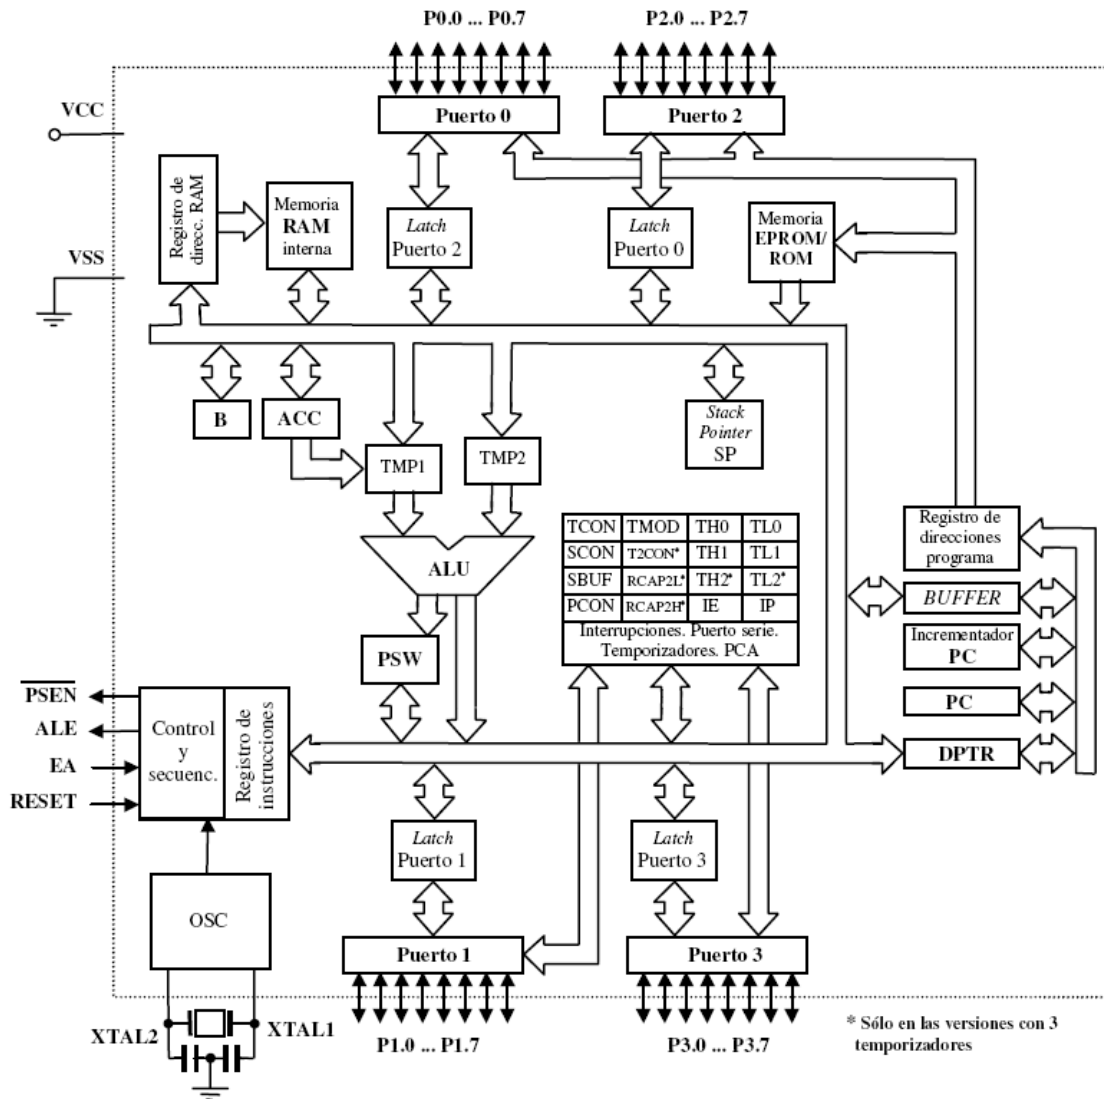 P0.0 ... P0.7
P2.0 ... P2.7
VCC
Puerto 0
Puerto 2
Registro de
direcc. RAM
Memoria
RAM
interna
Latch
Puerto 2
Latch
Puerto 0
Memoria
EPROM/
ROM
VSS
B
ACC
Stack
Pointer
SP
TMP1
TMP2
TCON TMOD TH0 TL0
SCON T2CON* TH1 TL1
SBUF RCAP2L* TH2* TL2*
PCON RCAP2H* IE IP
Interrupciones. Puerto serie.
Temporizadores. PCA
Registro de
direcciones
programa
ALU
BUFFER
Incrementador
PC
PSW
PC
DPTR
PSEN
ALE
EA
RESET
Control
y
secuenc.
Registro de
instrucciones
Latch
Puerto 1
Latch
Puerto 3
OSC
Puerto 1
Puerto 3
XTAL2
XTAL1
P1.0 ... P1.7
P3.0 ... P3.7
* Sólo en las versiones con 3
temporizadores